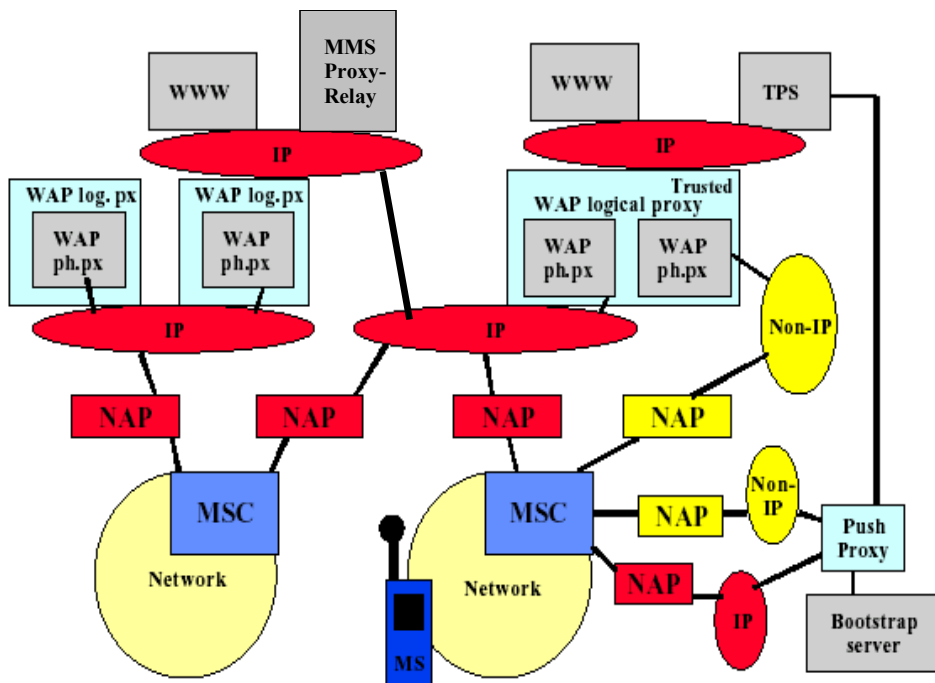 MMS
Proxy-
Relay
WWW
WWW
TPS
IP
IP
WAP log. px
WAP
ph.px
WAP log.px
WAP
ph.px
Trusted
WAP logical proxy
WAP
ph.px
WAP
ph.px
IP
IP
Non-IP
NAP
NAP
NAP
NAP
MSC
Network
MSC
Network
MS
NAP
Non-
IP
NAP
IP
Push
Proxy
Bootstrap
server